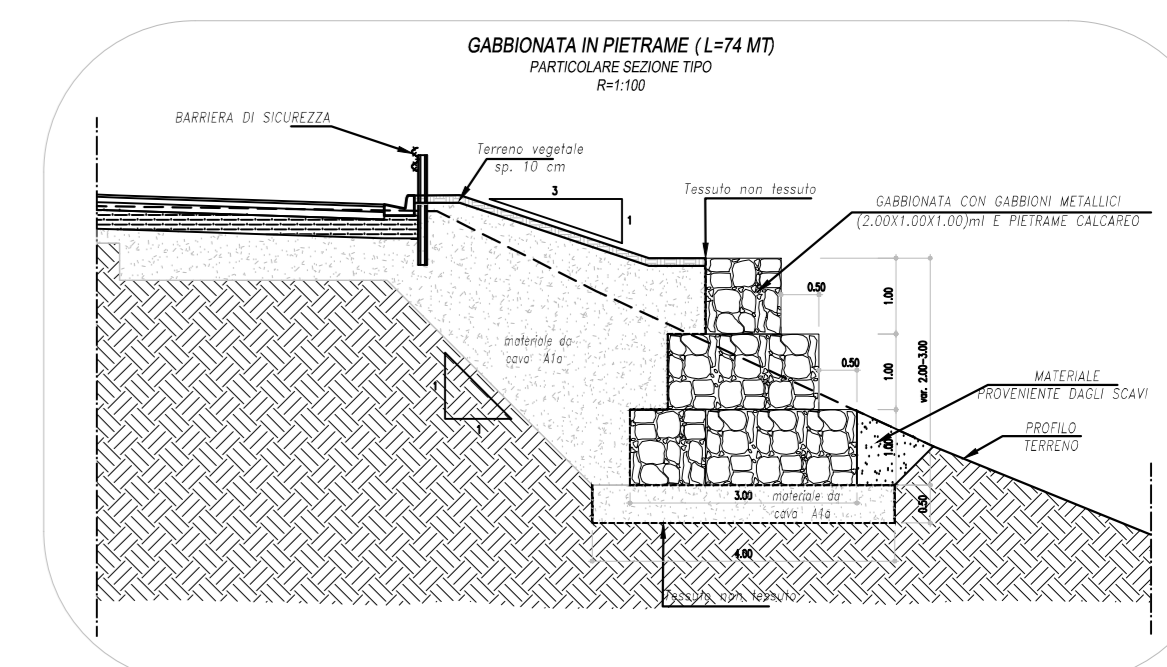 GABBIONATA IN PIETRAME ( L=74 MT)
PARTICOLARE SEZIONE TIPO
R=1:100
BARRIERA DI SICUREZZA
Terreno vegetale
sp. 10 cm
3
1
Tessuto non tessuto
GABBIONATA CON GABBIONI METALLICI
(2.00X1.00X1.00)ml E PIETRAME CALCAREO
0.50
1.00
materiale da
cava A1a
0.50
1.00
var. 2.00-3.00
MATERIALE
PROVENIENTE DAGLI SCAVI
1
1
PROFILO
TERRENO
1.00
3.00
materiale da
cava A1a
0.50
4.00
Tessuto non tessuto